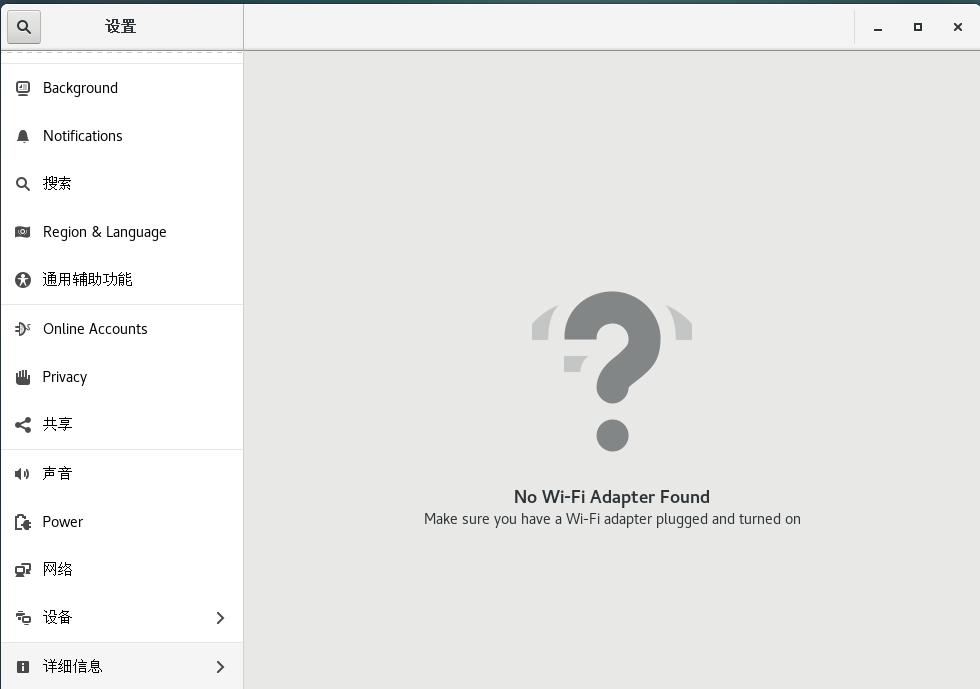 设置
Background
Notifications
搜索
Region & Language
通用辅助功能
Online Accounts
Privacy
共享
声音
Power
网络
设备
详细信息
No Wi-Fi Adapter Found
Make sure you have a Wi-Fi adapter plugged and turned on